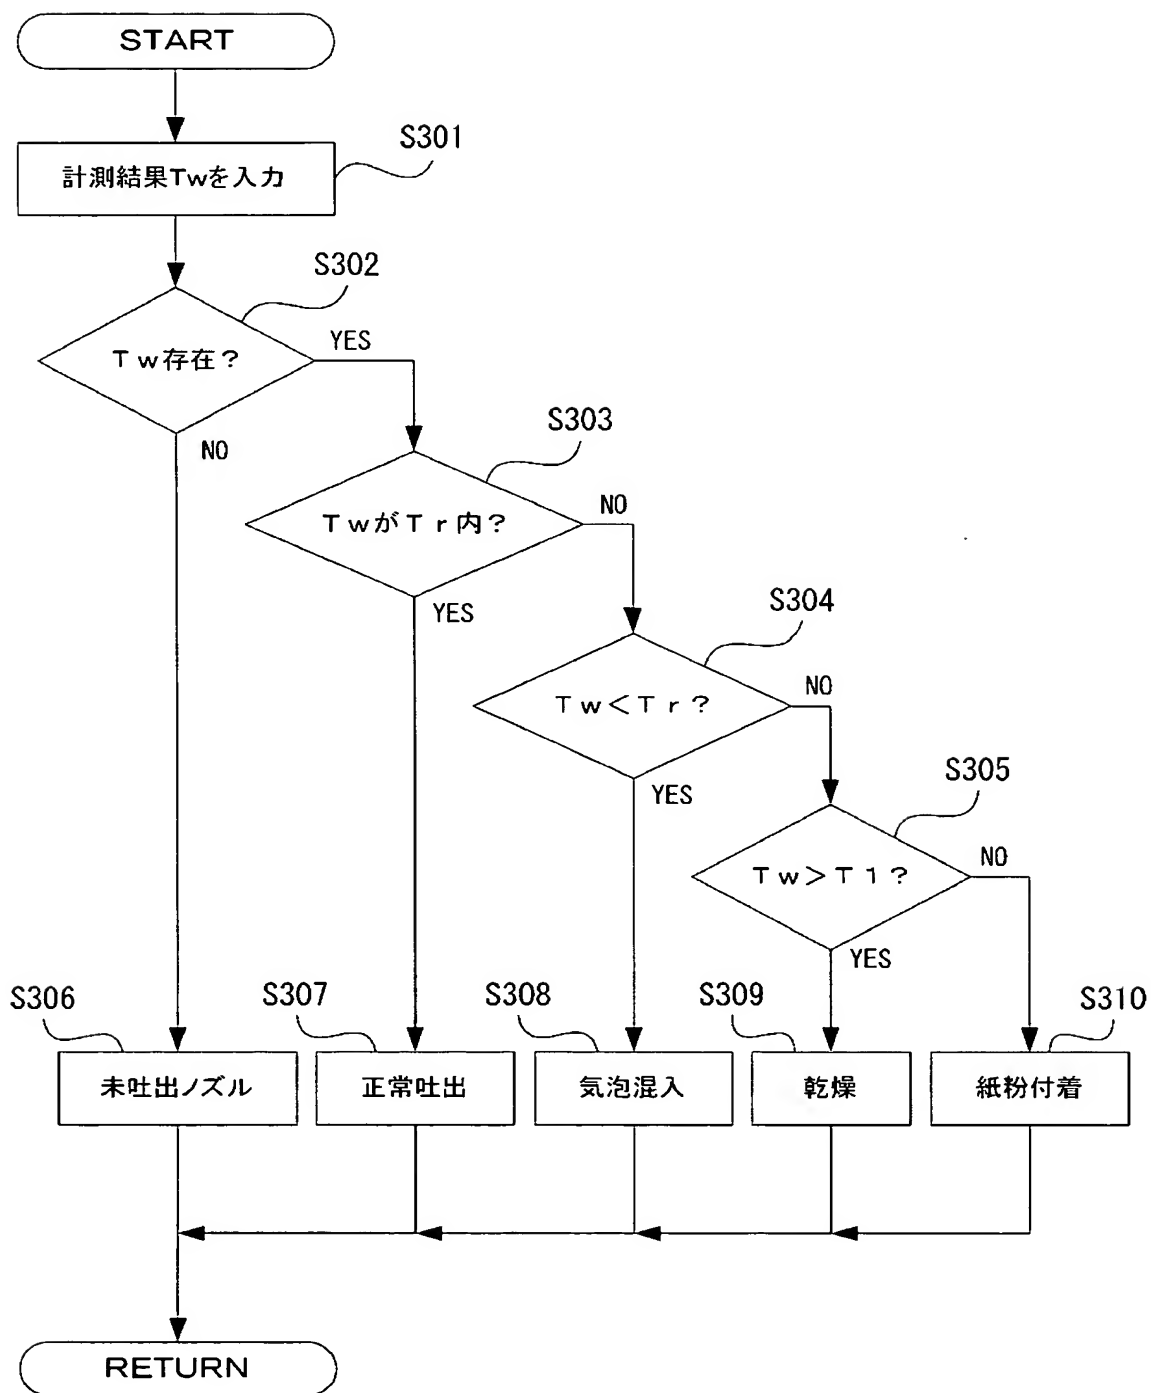 START
S301
計測結果Twを入力
S302
Tw存在?
YES
NO
S303
TwがTr内?
NO
YES
S304
Tw<Tr?
NO
YES
S305
Tw>T1?
NO
YES
S306
S307
S308
S309
S310
未吐出ノズル
正常吐出
気泡混入
乾燥
紙粉付着
RETURN